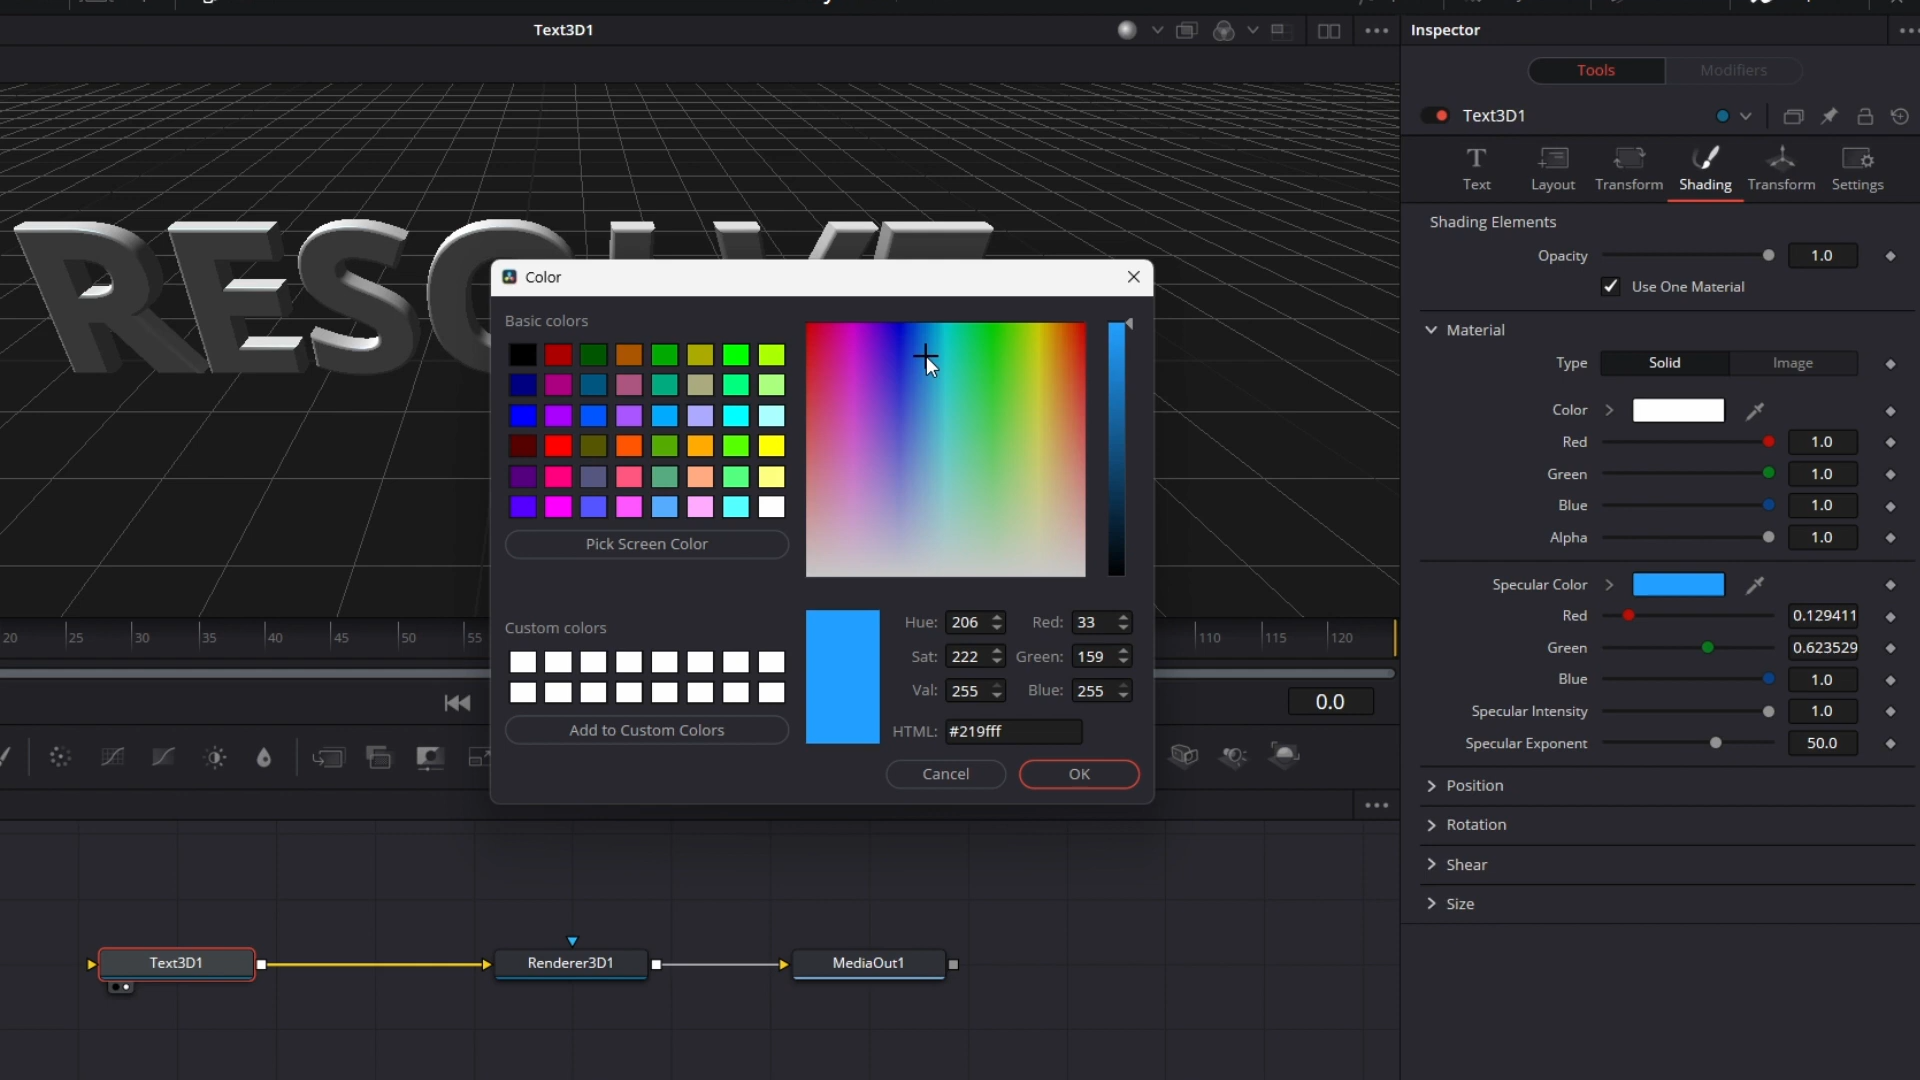 Text3D1
Inspector
Tools
Modifiers
Text3D1
Text
Layout
Transform
Shading
Transform
Settings
Shading Elements
Opacity
1.0
Use One Material
Material
Type
Solid
Image
Color
Red
1.0
Green
1.0
Blue
1.0
Alpha
1.0
Specular Color
Red
0.129411
Green
0.623529
Blue
1.0
Specular Intensity
1.0
Specular Exponent
50.0
Position
Rotation
Shear
Size
Color
Basic colors
Pick Screen Color
Custom colors
Add to Custom Colors
Hue: 206
Red: 33
Sat: 222
Green: 159
Val: 255
Blue: 255
HTML: #219fff
Cancel
OK
20
25
30
35
40
45
50
55
110
115
120
0.0
Text3D1
Renderer3D1
MediaOut1